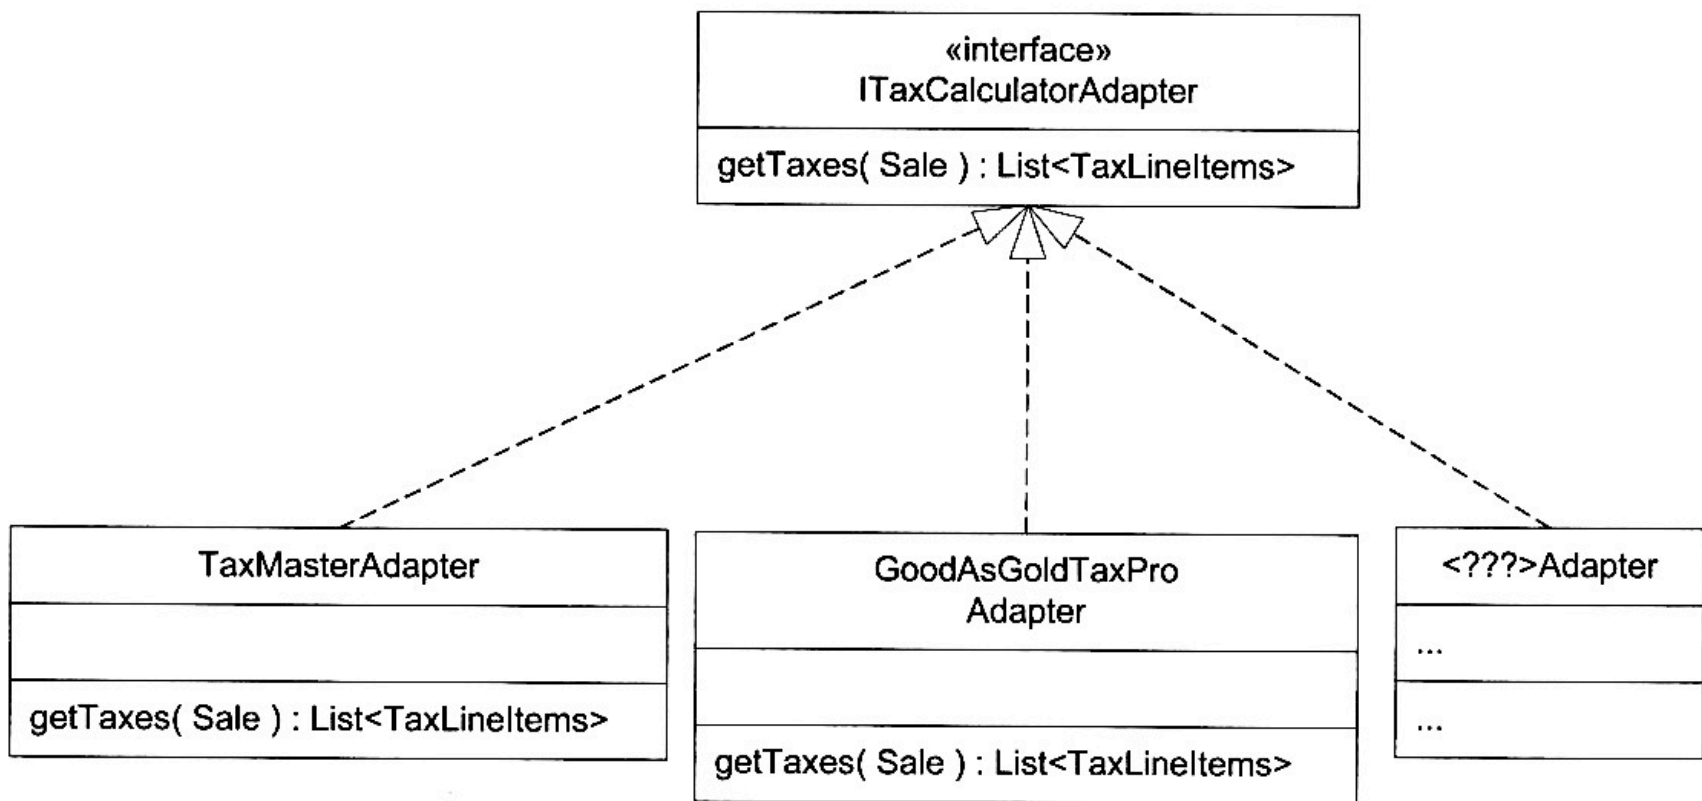 «interface»
ITaxCalculatorAdapter
getTaxes( Sale ) : List<TaxLineItems>
TaxMasterAdapter
getTaxes( Sale ) : List<TaxLineItems>
GoodAsGoldTaxPro
Adapter
getTaxes( Sale ) : List<TaxLineItems>
<???>Adapter
...
...